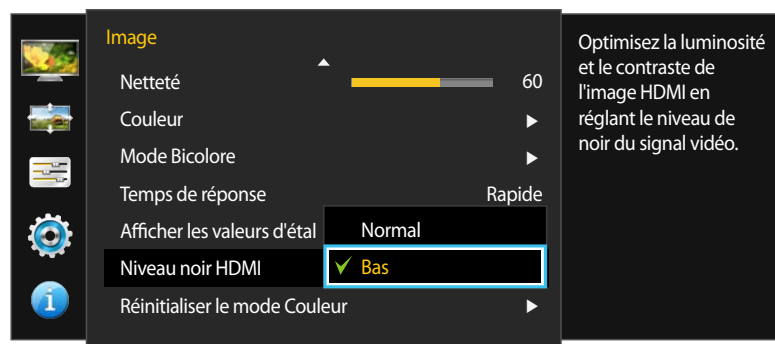 Image
Netteté 60
Couleur
Mode Bicolore
Temps de réponse Rapide
Afficher les valeurs d'étal
Normal
Niveau noir HDMI
Bas
Réinitialiser le mode Couleur
Optimisez la luminosité
et le contraste de
l'image HDMI en
réglant le niveau de
noir du signal vidéo.